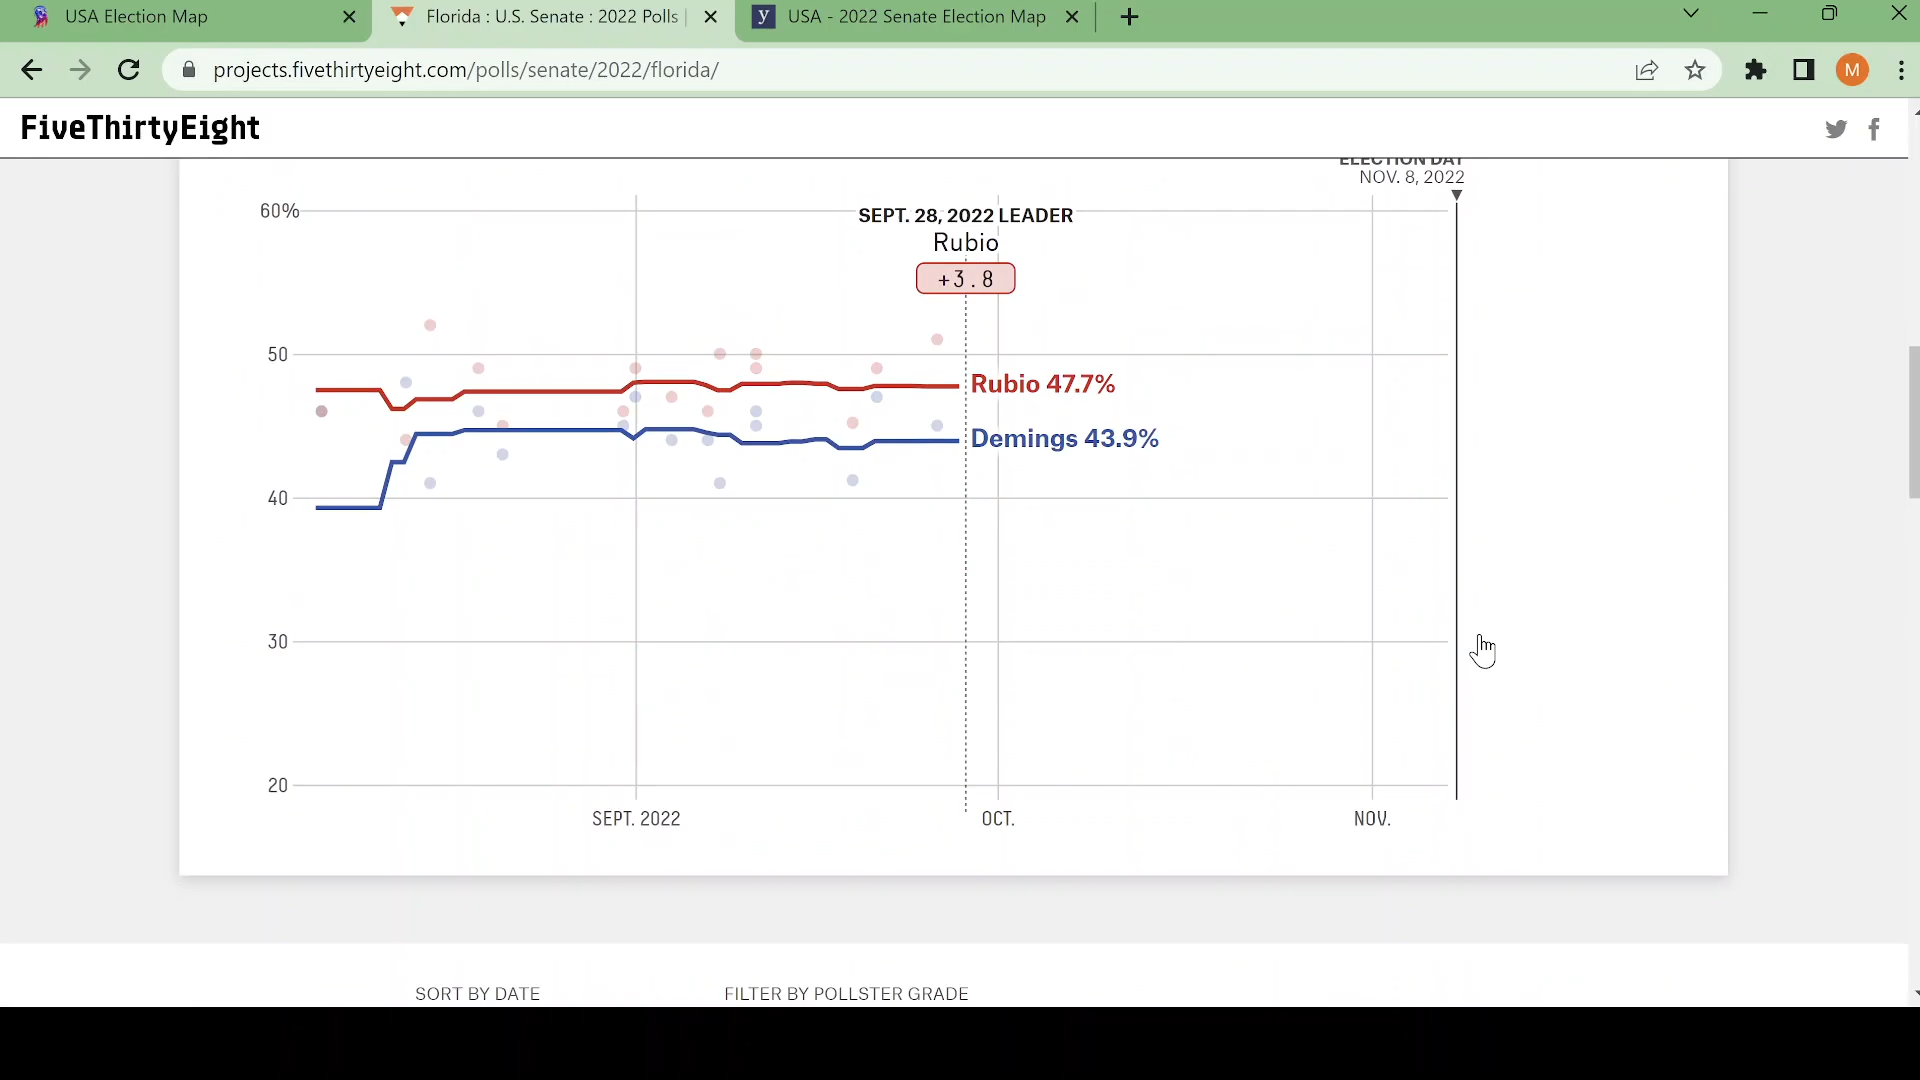 USA Election Map
Florida : U.S. Senate : 2022 Polls
USA - 2022 Senate Election Map
projects.fivethirtyeight.com/polls/senate/2022/florida/
M
FiveThirtyEight
ELECTION DAY
NOV. 8, 2022
60%
SEPT. 28, 2022 LEADER
Rubio
+3.8
50
Rubio 47.7%
Demings 43.9%
40
30
20
SEPT. 2022
OCT.
NOV.
SORT BY DATE
FILTER BY POLLSTER GRADE